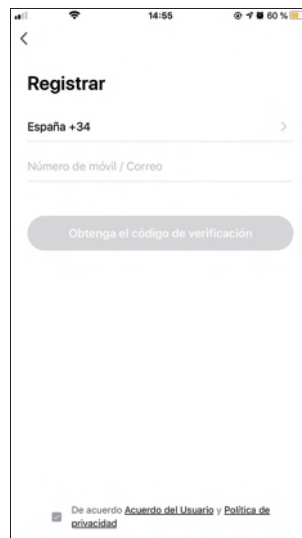 14:55
60 %
Registrar
España +34
Número de móvil / Correo
Obtenga el código de verificación
De acuerdo Acuerdo del Usuario y Política de
privacidad